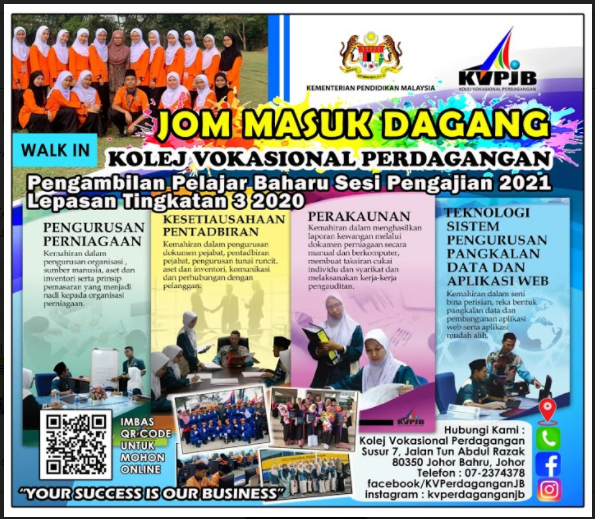 KEMENTERIAN PENDIDIKAN MALAYSIA
KVPJB
KOLEJ VOKASIONAL PERDAGANGAN
JOM MASUK DAGANG
WALK IN
KOLEJ VOKASIONAL PERDAGANGAN
Pengambilan Pelajar Baharu Sesi Pengajian 2021
Lepasan Tingkatan 3 2020
PENGURUSAN
PERNIAGAAN
Kemahiran dalam
pengurusan organisasi ,
sumber manusia, aset dan
inventori serta prinsip
pemasaran yang menjadi
nadi kepada organisasi
perniagaan.
KESETIAUSAHAAN
PENTADBIRAN
Kemahiran dalam pengurusan
dokumen pejabat, pentadbiran
pejabat, pengurusan tunai runcit,
aset dan inventori, komunikasi
dan perhubungan dengan
pelanggan.
PERAKAUNAN
Kemahiran dalam menghasilkan
laporan kewangan melalui
dokumen perniagaan secara
manual dan berkomputer,
membuat taksiran cukai
individu dan syarikat dan
melaksanakan kerja-kerja
pengauditan.
TEKNOLOGI
SISTEM
PENGURUSAN
PANGKALAN
DATA DAN
APLIKASI WEB
Kemahiran dalam seni
bina perisian, reka bentuk
pangkalan data dan
pembangunan aplikasi
web serta aplikasi
mudah alih.
IMBAS
QR-CODE
UNTUK
MOHON
ONLINE
KVPJB
Hubungi Kami :
Kolej Vokasional Perdagangan
Susur 7, Jalan Tun Abdul Razak
80350 Johor Bahru, Johor
Telefon : 07-2374378
facebook/KVPerdaganganJB
Instagram : kvperdaganganjb
"YOUR SUCCESS IS OUR BUSINESS"